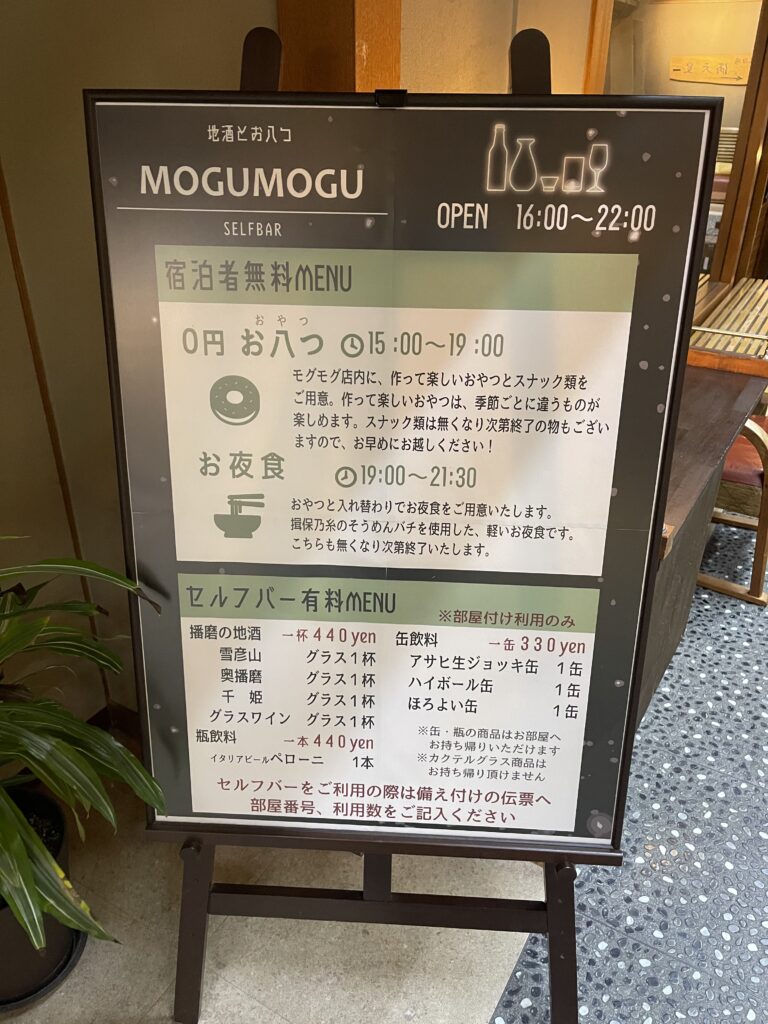 地酒とお八つ
MOGUMOGU
SELFBAR
OPEN 16:00～22:00
宿泊者無料MENU
おやつ
0円 お八つ 15:00～19:00
モグモグ店内に、作って楽しいおやつとスナック類を
ご用意。作って楽しいおやつは、季節ごとに違うものが
楽しめます。スナック類は無くなり次第終了の物もござい
ますので、お早めにお越しください！
お夜食 19:00～21:30
おやつと入れ替わりでお夜食をご用意いたします。
揖保乃糸のそうめんバチを使用した、軽いお夜食です。
こちらも無くなり次第終了いたします。
セルフバー有料MENU
※部屋付け利用のみ
播磨の地酒 一杯440yen
雪彦山 グラス1杯
奥播磨 グラス1杯
千姫 グラス1杯
グラスワイン グラス1杯
瓶飲料 一本440yen
イタリアビールペローニ 1本
缶飲料 一缶330yen
アサヒ生ジョッキ缶 1缶
ハイボール缶 1缶
ほろよい缶 1缶
※缶・瓶の商品はお部屋へ
お持ち帰りいただけます
※カクテルグラス商品は
お持ち帰り頂けません
セルフバーをご利用の際は備え付けの伝票へ
部屋番号、利用数をご記入ください